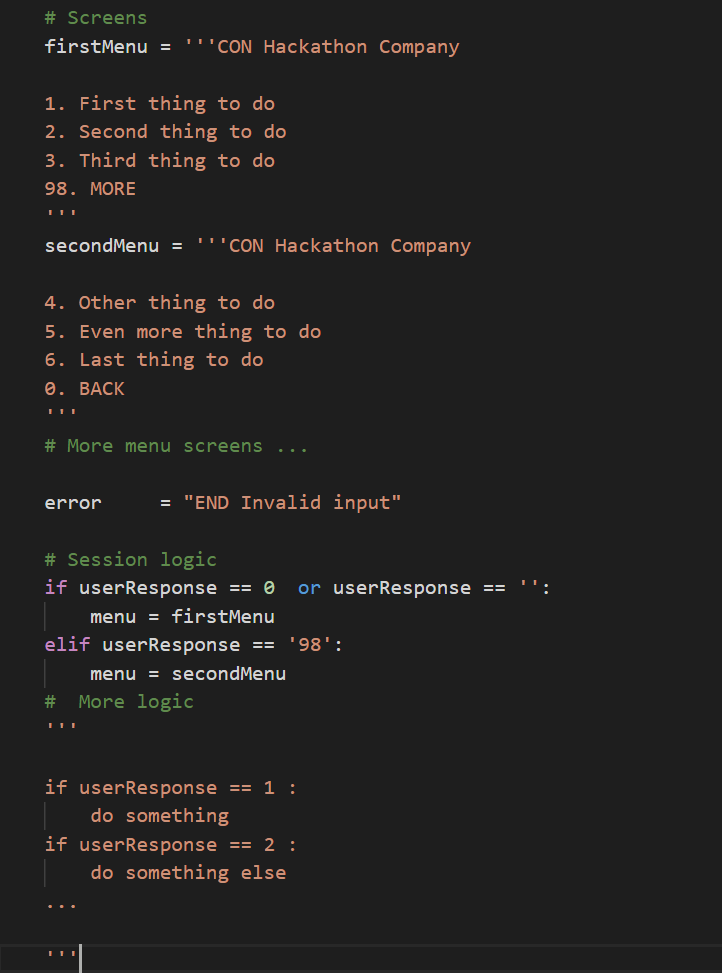 # Screens
firstMenu = '''CON Hackathon Company
1. First thing to do
2. Second thing to do
3. Third thing to do
98. MORE
'''
secondMenu = '''CON Hackathon Company
4. Other thing to do
5. Even more thing to do
6. Last thing to do
0. BACK
'''
# More menu screens ...
error     = "END Invalid input"
# Session logic
if userResponse == 0  or userResponse == '':
    menu = firstMenu
elif userResponse == '98':
    menu = secondMenu
#  More logic
'''
if userResponse == 1 :
    do something
if userResponse == 2 :
    do something else
...
'''